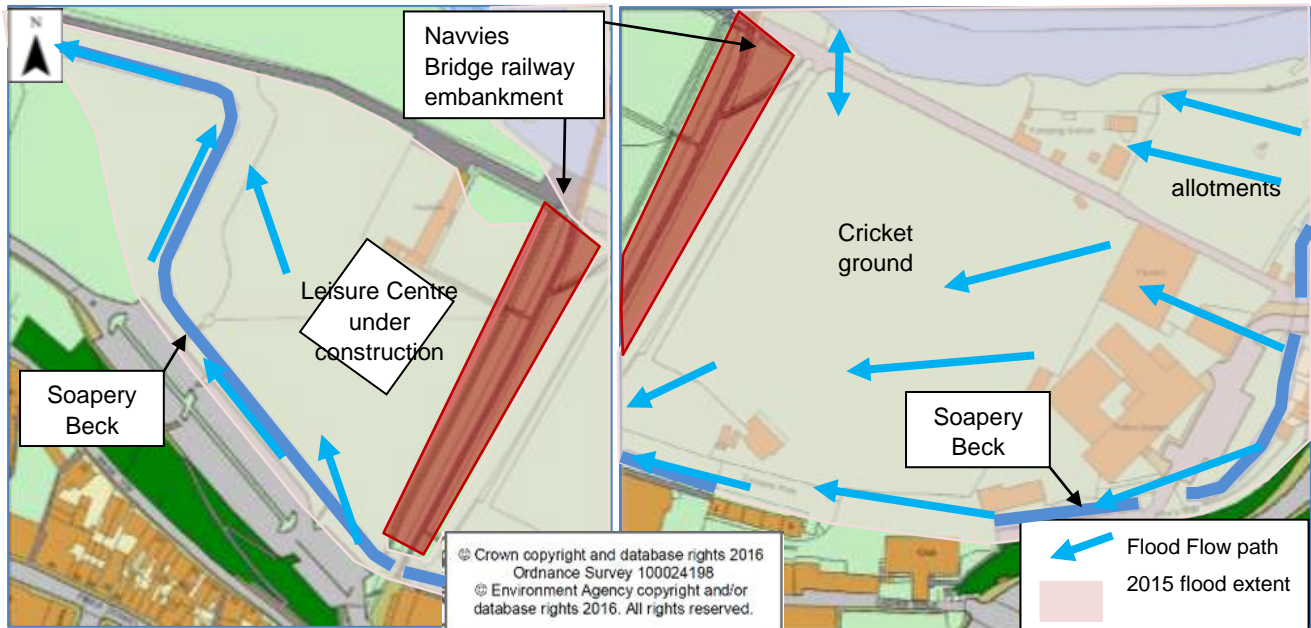 N
Navvies
Bridge railway
embankment
Leisure Centre
under
construction
Soapery
Beck
allotments
Cricket
ground
Soapery
Beck
© Crown copyright and database rights 2016
Ordnance Survey 100024198
© Environment Agency copyright and/or
database rights 2016. All rights reserved.
Flood Flow path
2015 flood extent